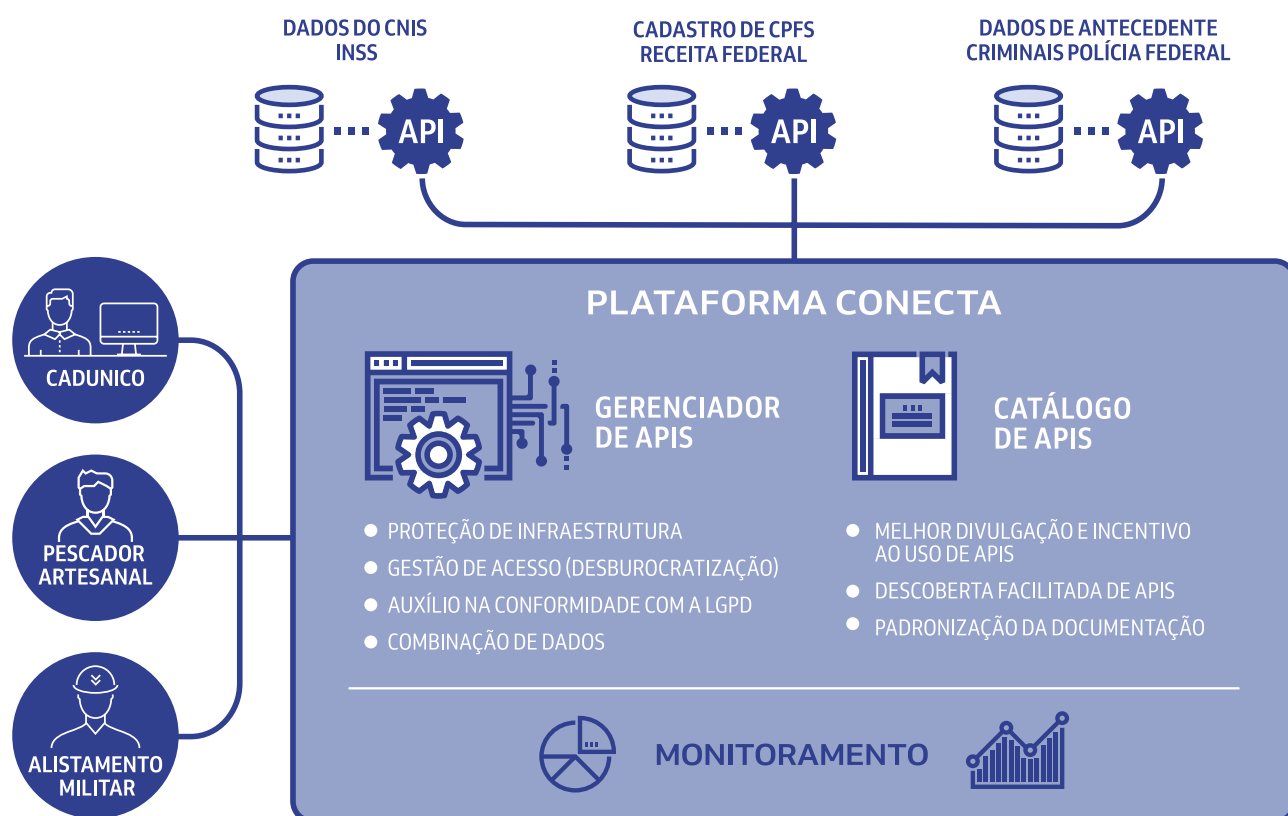 DADOS DO CNIS
INSS
CADASTRO DE CPFS
RECEITA FEDERAL
DADOS DE ANTECEDENTE
CRIMINAIS POLÍCIA FEDERAL
API
API
API
PLATAFORMA CONECTA
CADUNICO
PESCADOR
ARTESANAL
ALISTAMENTO
MILITAR
GERENCIADOR
DE APIS
PROTEÇÃO DE INFRAESTRUTURA
GESTÃO DE ACESSO (DESBUROCRATIZAÇÃO)
AUXÍLIO NA CONFORMIDADE COM A LGPD
COMBINAÇÃO DE DADOS
CATÁLOGO
DE APIS
MELHOR DIVULGAÇÃO E INCENTIVO
AO USO DE APIS
DESCOBERTA FACILITADA DE APIS
PADRONIZAÇÃO DA DOCUMENTAÇÃO
MONITORAMENTO